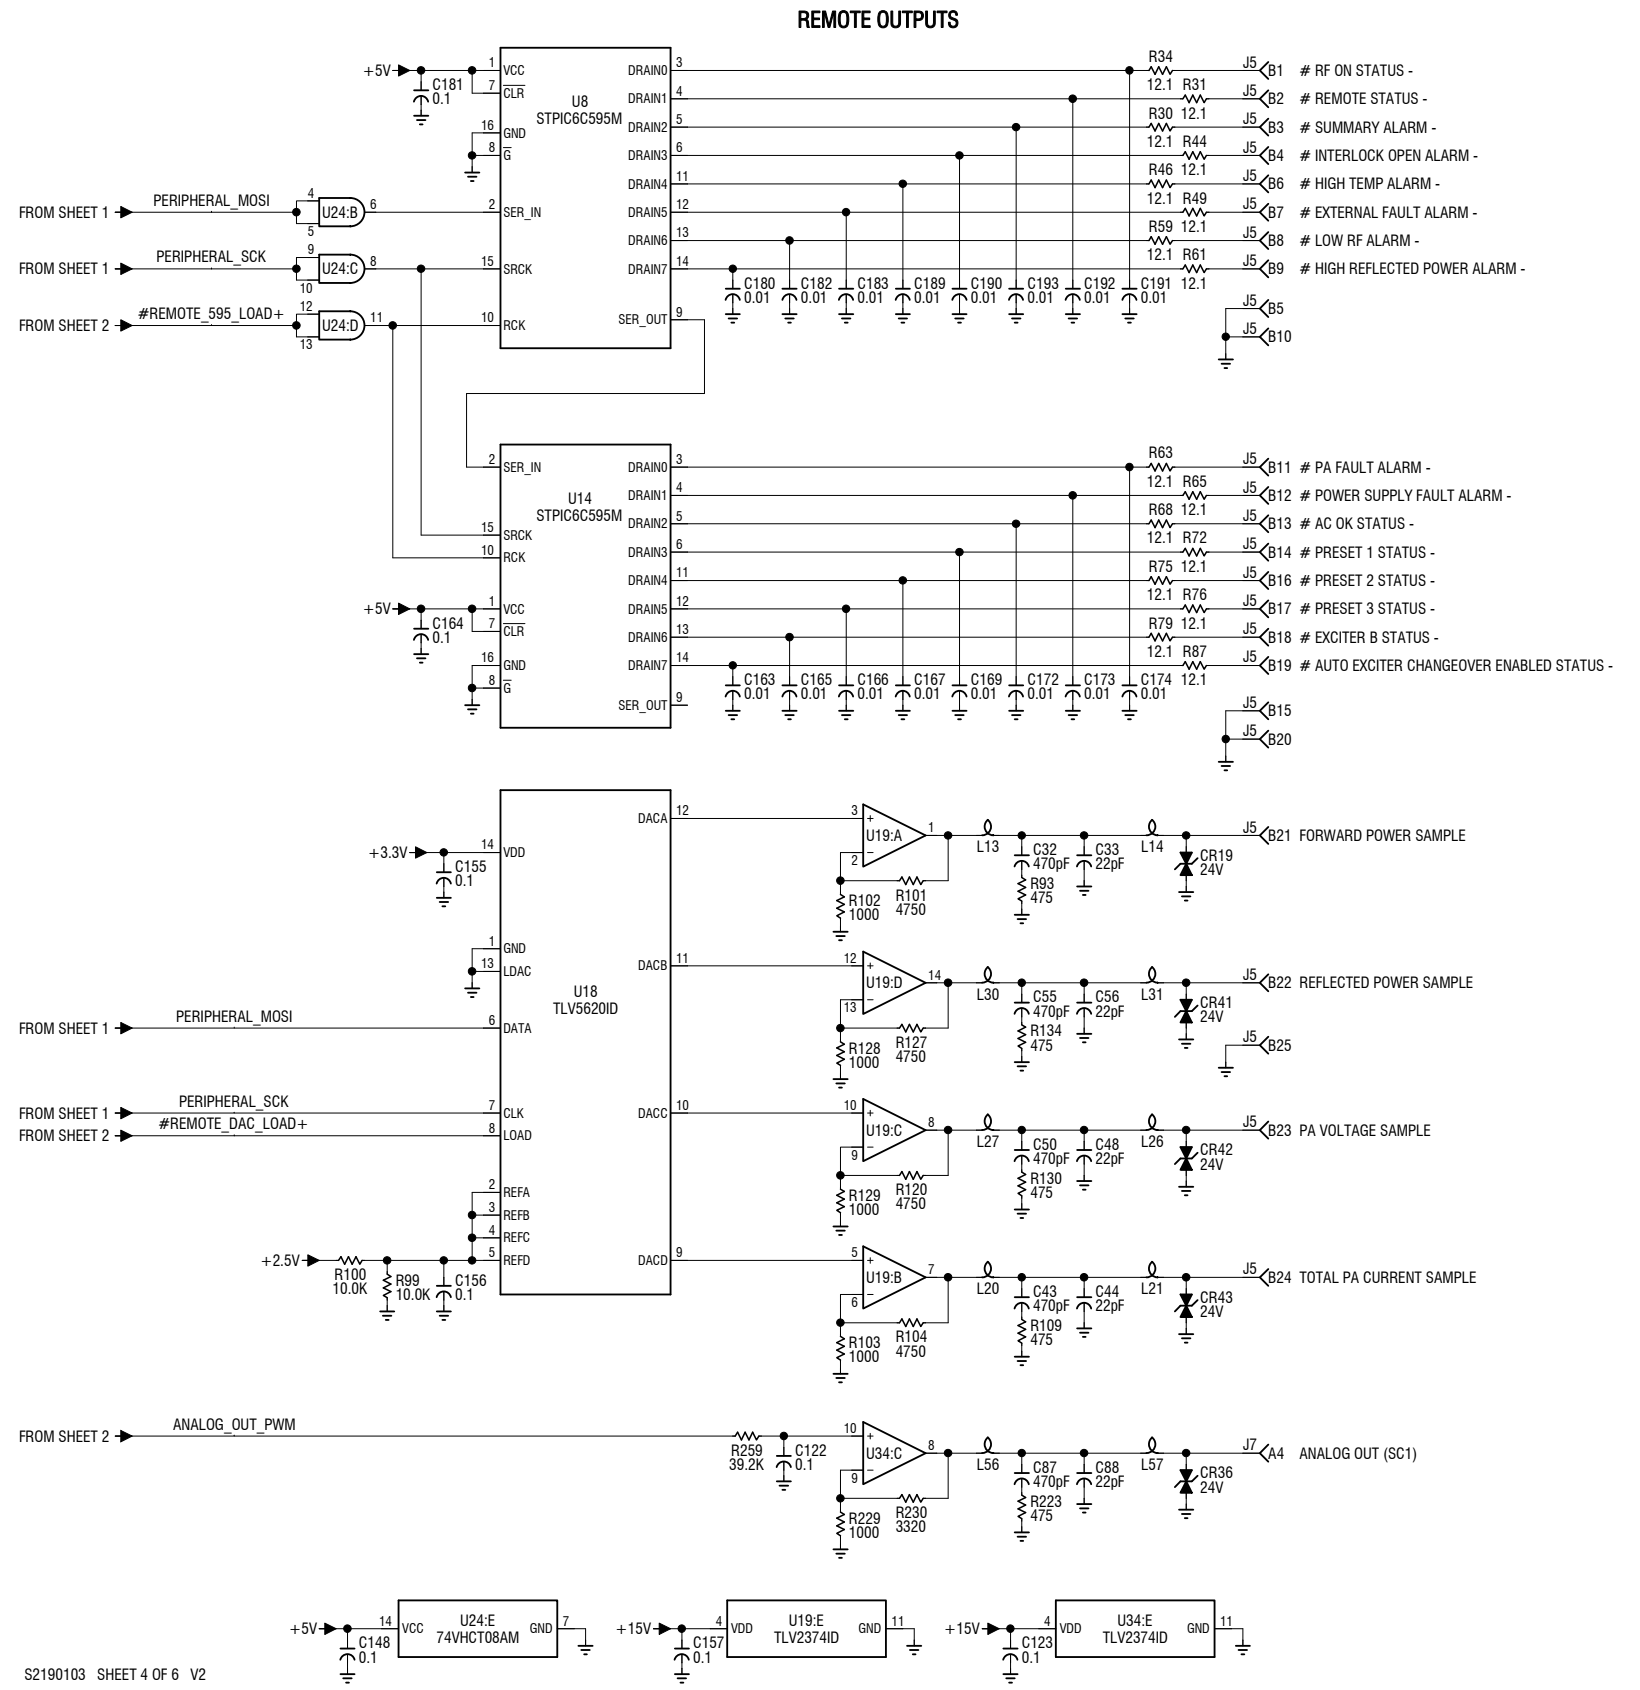 REMOTE OUTPUTS
+5V
C181
0.1
1 VCC
7 CLR
16 GND
8 G
U8
STPIC6C595M
DRAIN0 3
DRAIN1 4
DRAIN2 5
DRAIN3 6
DRAIN4 11
DRAIN5 12
DRAIN6 13
DRAIN7 14
SER_OUT 9
2 SER_IN
15 SRCK
10 RCK
FROM SHEET 1 PERIPHERAL_MOSI 4 5 U24:B 6
FROM SHEET 1 PERIPHERAL_SCK 9 10 U24:C 8
FROM SHEET 2 #REMOTE_595_LOAD+ 12 13 U24:D 11
R34 12.1 J5 B1 # RF ON STATUS -
R31 12.1 J5 B2 # REMOTE STATUS -
R30 12.1 J5 B3 # SUMMARY ALARM -
R44 12.1 J5 B4 # INTERLOCK OPEN ALARM -
R46 12.1 J5 B6 # HIGH TEMP ALARM -
R49 12.1 J5 B7 # EXTERNAL FAULT ALARM -
R59 12.1 J5 B8 # LOW RF ALARM -
R61 12.1 J5 B9 # HIGH REFLECTED POWER ALARM -
C180 C182 C183 C189 C190 C193 C192 C191
0.01 0.01 0.01 0.01 0.01 0.01 0.01 0.01
J5 B5
J5 B10
2 SER_IN
U14
STPIC6C595M
15 SRCK
10 RCK
+5V
C164
0.1
1 VCC
7 CLR
16 GND
8 G
DRAIN0 3
DRAIN1 4
DRAIN2 5
DRAIN3 6
DRAIN4 11
DRAIN5 12
DRAIN6 13
DRAIN7 14
SER_OUT 9
R63 12.1 J5 B11 # PA FAULT ALARM -
R65 12.1 J5 B12 # POWER SUPPLY FAULT ALARM -
R68 12.1 J5 B13 # AC OK STATUS -
R72 12.1 J5 B14 # PRESET 1 STATUS -
R75 12.1 J5 B16 # PRESET 2 STATUS -
R76 12.1 J5 B17 # PRESET 3 STATUS -
R79 12.1 J5 B18 # EXCITER B STATUS -
R87 12.1 J5 B19 # AUTO EXCITER CHANGEOVER ENABLED STATUS -
C163 C165 C166 C167 C169 C172 C173 C174
0.01 0.01 0.01 0.01 0.01 0.01 0.01 0.01
J5 B15
J5 B20
+3.3V
C155
0.1
14 VDD
1 GND
13 LDAC
U18
TLV5620ID
FROM SHEET 1 PERIPHERAL_MOSI 6 DATA
FROM SHEET 1 PERIPHERAL_SCK 7 CLK
FROM SHEET 2 #REMOTE_DAC_LOAD+ 8 LOAD
2 REFA
3 REFB
4 REFC
5 REFD
+2.5V
R100
10.0K
R99
10.0K
C156
0.1
DACA 12
DACB 11
DACC 10
DACD 9
3 + 2 − U19:A 1
R102
1000
R101
4750
L13
C32
470pF
R93
475
C33
22pF
L14
CR19
24V
J5 B21 FORWARD POWER SAMPLE
12 + 13 − U19:D 14
R128
1000
R127
4750
L30
C55
470pF
R134
475
C56
22pF
L31
CR41
24V
J5 B22 REFLECTED POWER SAMPLE
J5 B25
10 + 9 − U19:C 8
R129
1000
R120
4750
L27
C50
470pF
R130
475
C48
22pF
L26
CR42
24V
J5 B23 PA VOLTAGE SAMPLE
5 + 6 − U19:B 7
R103
1000
R104
4750
L20
C43
470pF
R109
475
C44
22pF
L21
CR43
24V
J5 B24 TOTAL PA CURRENT SAMPLE
FROM SHEET 2 ANALOG_OUT_PWM
R259
39.2K
C122
0.1
10 + 9 − U34:C 8
R229
1000
R230
3320
L56
C87
470pF
R223
475
C88
22pF
L57
CR36
24V
J7 A4 ANALOG OUT (SC1)
+5V
C148
0.1
14 VCC U24:E GND 7
74VHCT08AM
+15V
C157
0.1
4 VDD U19:E GND 11
TLV2374ID
+15V
C123
0.1
4 VDD U34:E GND 11
TLV2374ID
S2190103 SHEET 4 OF 6 V2